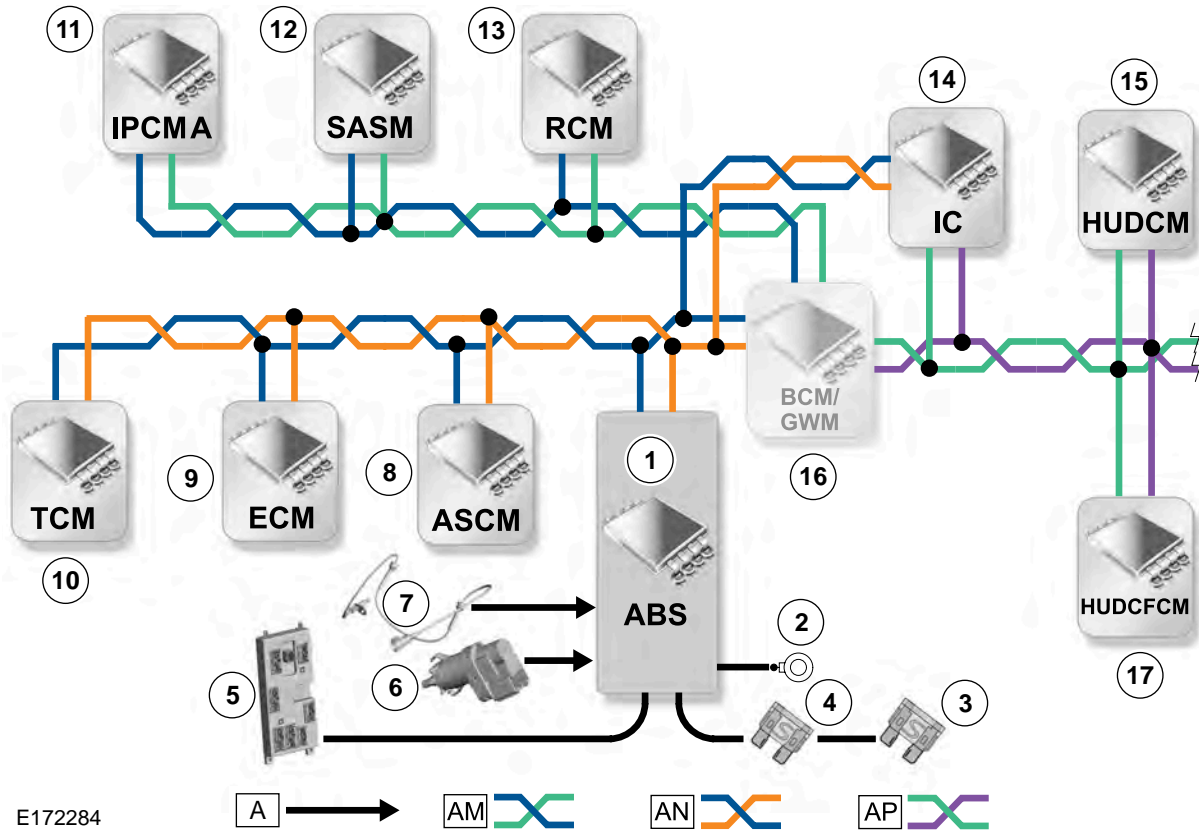 11
12
13
14
15
IPCM A
SASM
RCM
IC
HUDCM
BCM/
GWM
16
1
10
9
8
TCM
ECM
ASCM
ABS
7
6
5
2
4
3
HUDCFCM
17
A
AM
AN
AP
E172284